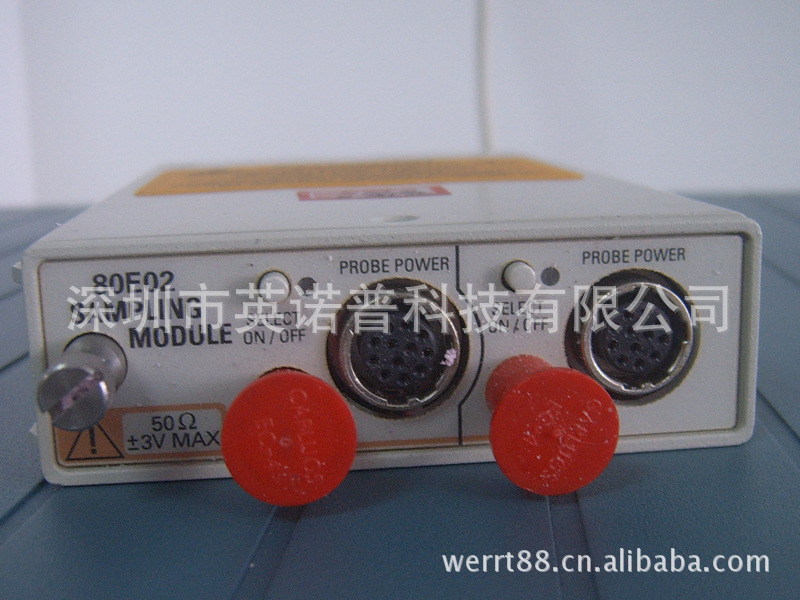 80E02
SAMPLING
MODULE
SELECT
ON / OFF
PROBE POWER
SELECT
ON / OFF
PROBE POWER
50Ω
±3V MAX
深圳市英诺普科技有限公司
werrt88.cn.alibaba.com